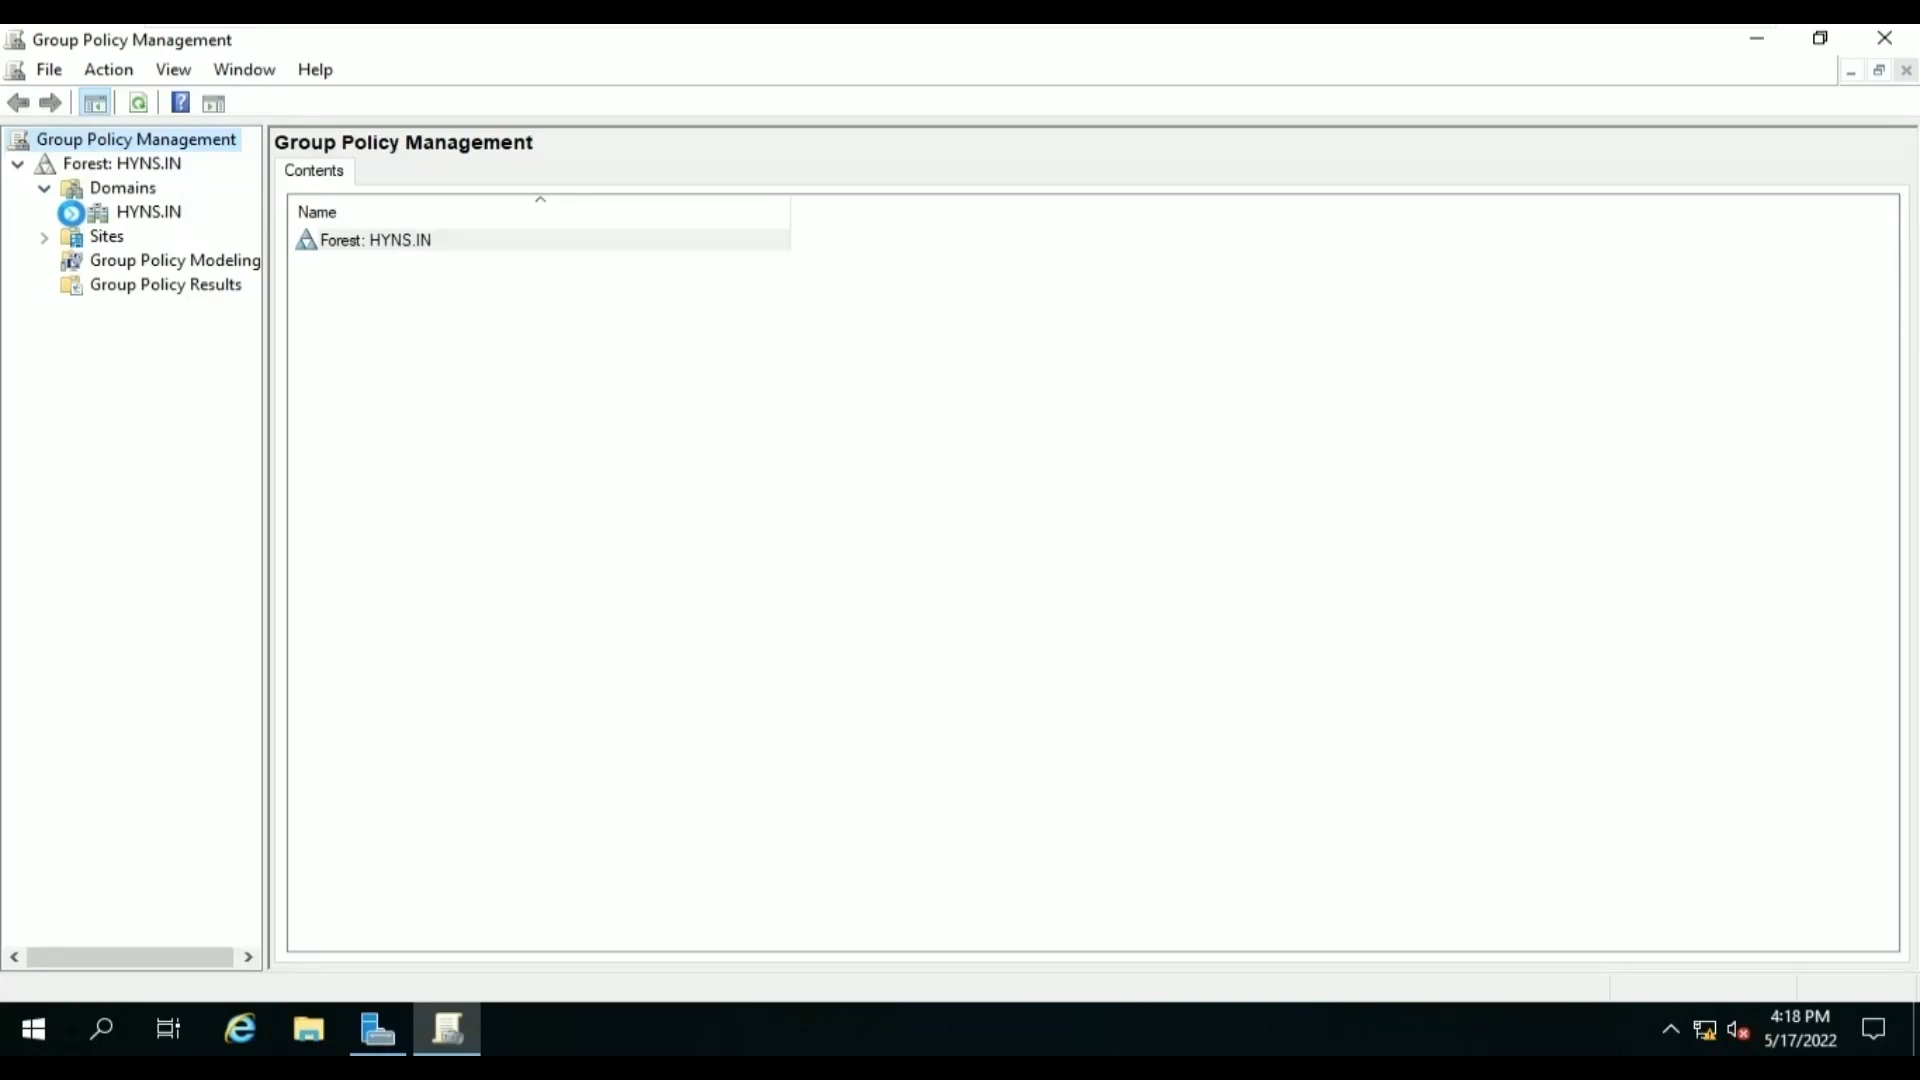 Group Policy Management
File Action View Window Help
Group Policy Management
Forest: HYNS.IN
Domains
HYNS.IN
Sites
Group Policy Modeling
Group Policy Results
Group Policy Management
Contents
Name
Forest: HYNS.IN
4:18 PM
5/17/2022